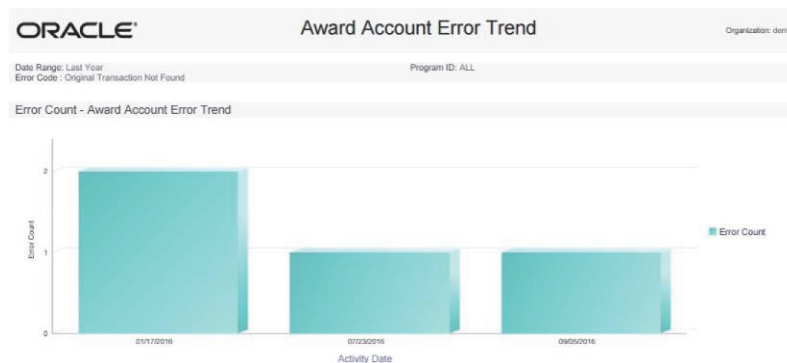 ORACLE®
Award Account Error Trend
Organization: dem
Date Range: Last Year
Program ID: ALL
Error Code : Original Transaction Not Found
Error Count - Award Account Error Trend
2
1
0
Error Count
01/17/2016
07/23/2016
09/05/2016
Activity Date
Error Count